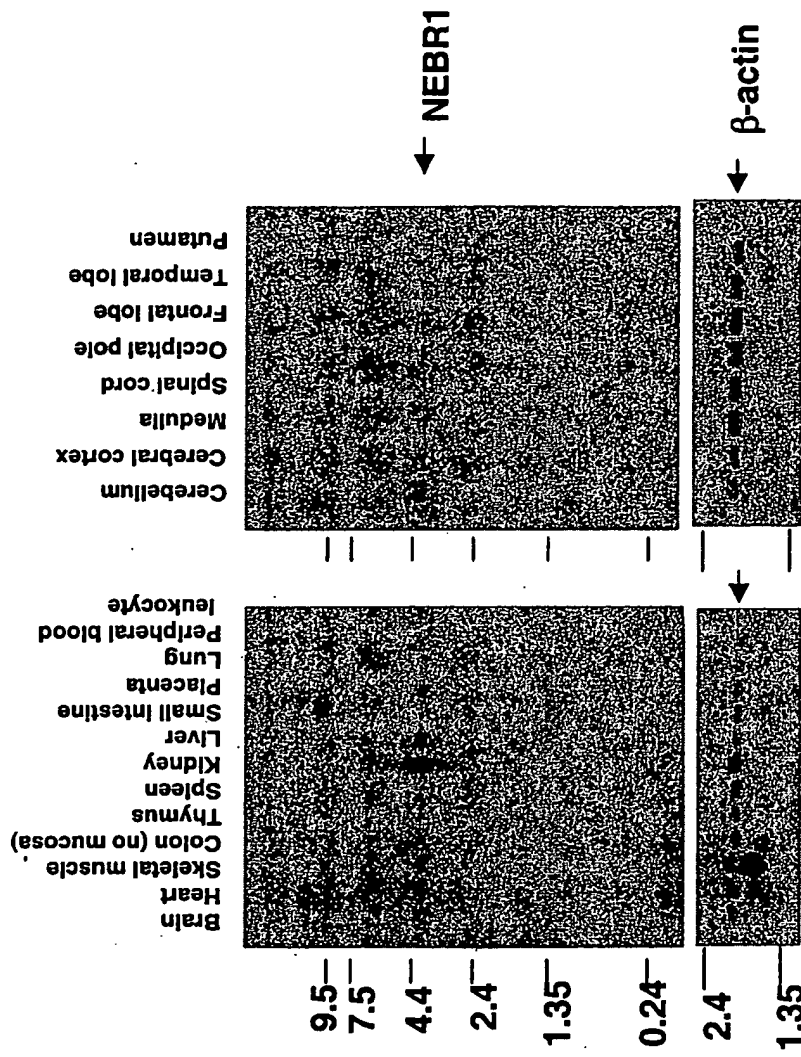 Brain
Heart
Skeletal muscle
Colon (no mucosa)
Thymus
Spleen
Kidney
Liver
Small intestine
Placenta
Lung
Peripheral blood
leukocyte
Cerebellum
Cerebral cortex
Medulla
Spinal cord
Occipital pole
Frontal lobe
Temporal lobe
Putamen
9.5
7.5
4.4
2.4
1.35
0.24
NEBR1
2.4
1.35
β-actin